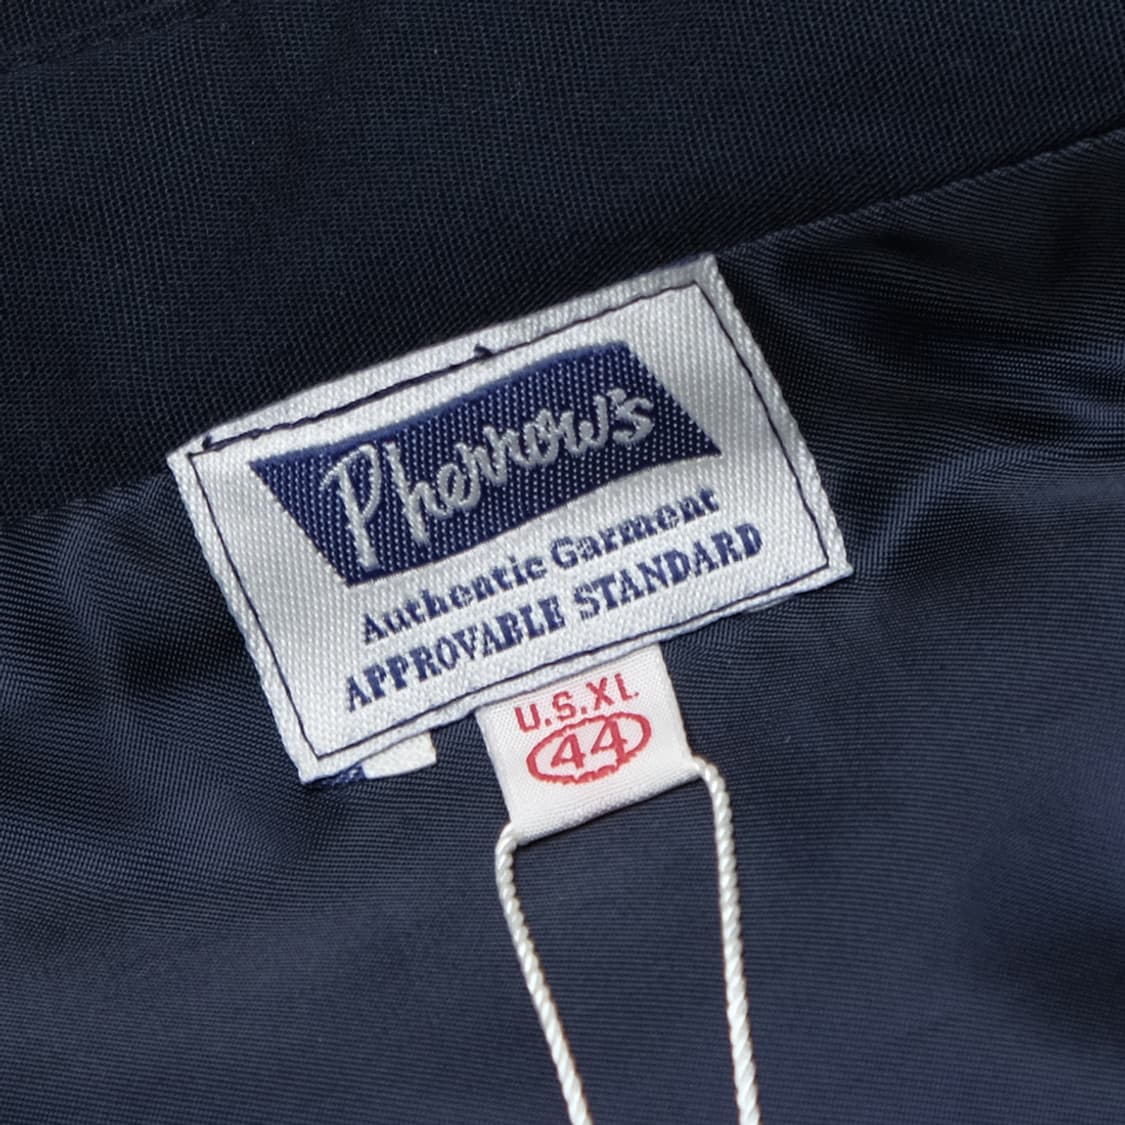 Pherrow's
Authentic Garment
APPROVABLE STANDARD
U.S.XL
44